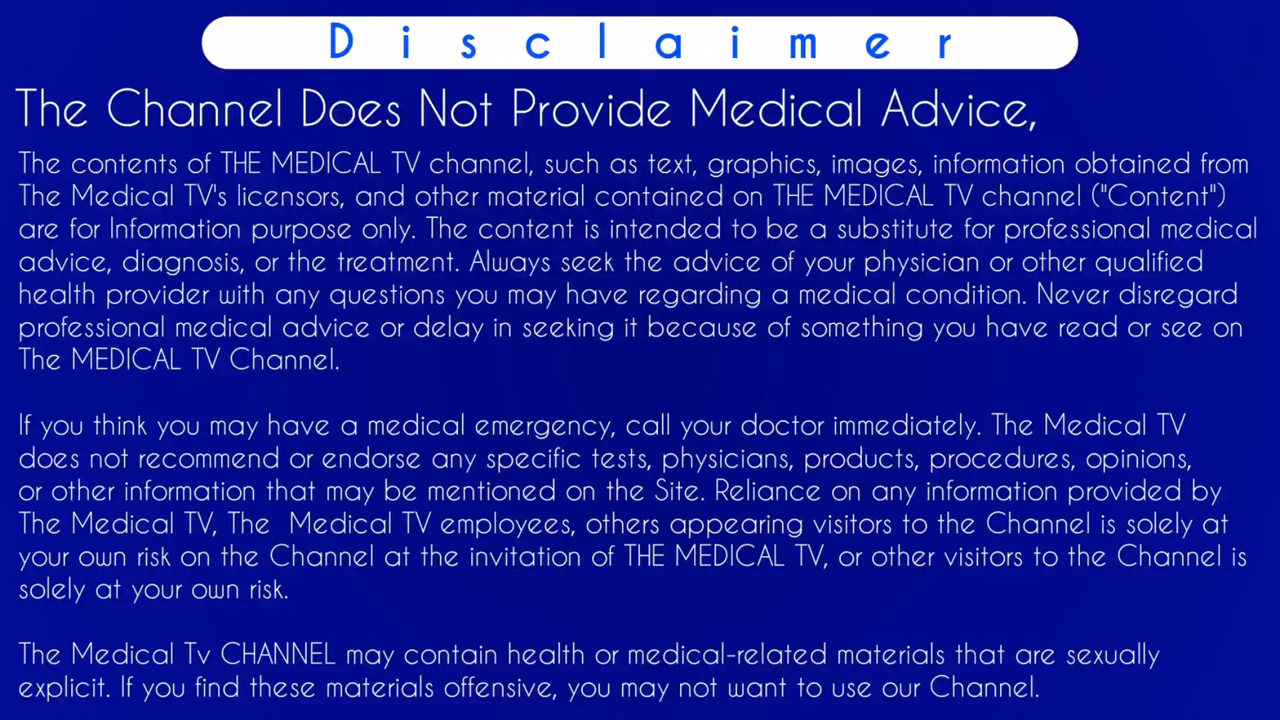 Disclaimer
The Channel Does Not Provide Medical Advice,
The contents of THE MEDICAL TV channel, such as text, graphics, images, information obtained from
The Medical TV's licensors, and other material contained on THE MEDICAL TV channel ("Content")
are for Information purpose only. The content is intended to be a substitute for professional medical
advice, diagnosis, or the treatment. Always seek the advice of your physician or other qualified
health provider with any questions you may have regarding a medical condition. Never disregard
professional medical advice or delay in seeking it because of something you have read or see on
The MEDICAL TV Channel.
If you think you may have a medical emergency, call your doctor immediately. The Medical TV
does not recommend or endorse any specific tests, physicians, products, procedures, opinions,
or other information that may be mentioned on the Site. Reliance on any information provided by
The Medical TV, The Medical TV employees, others appearing visitors to the Channel is solely at
your own risk on the Channel at the invitation of THE MEDICAL TV, or other visitors to the Channel is
solely at your own risk.
The Medical Tv CHANNEL may contain health or medical-related materials that are sexually
explicit. If you find these materials offensive, you may not want to use our Channel.